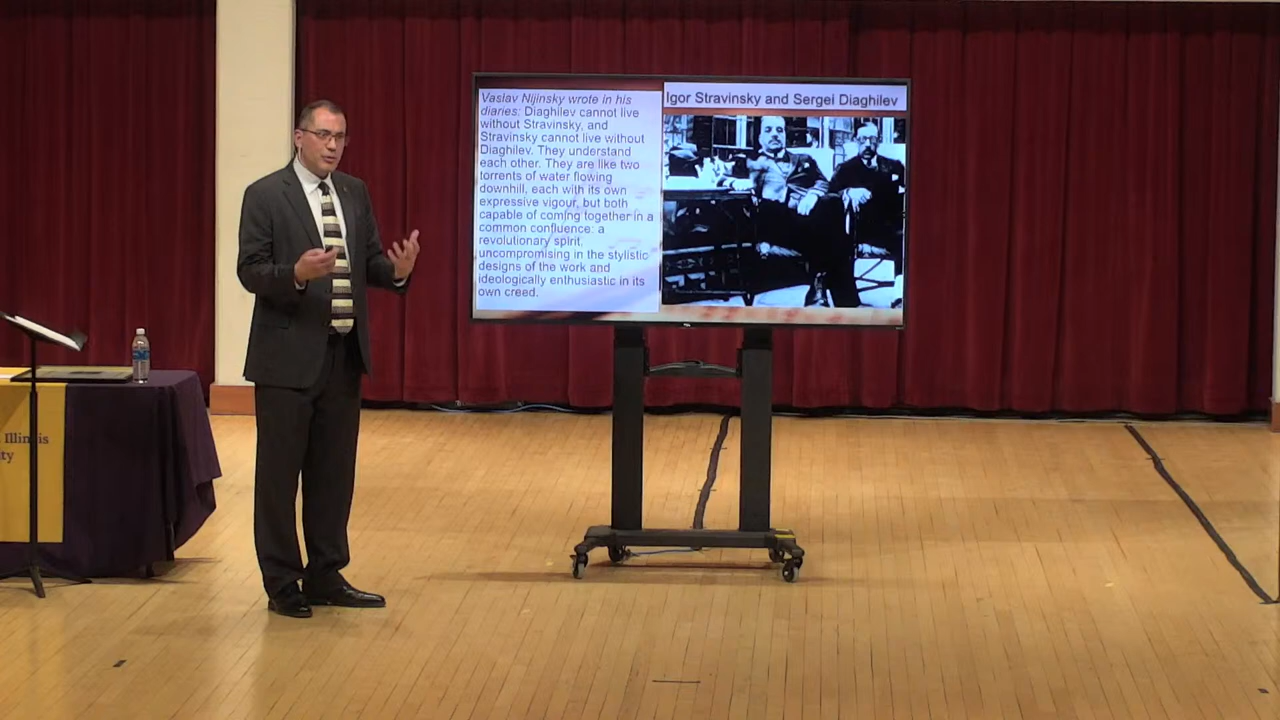 Vaslav Nijinsky wrote in his
diaries: Diaghilev cannot live
without Stravinsky, and
Stravinsky cannot live without
Diaghilev. They understand
each other. They are like two
torrents of water flowing
downhill, each with its own
expressive vigour, but both
capable of coming together in a
common confluence: a
revolutionary spirit,
uncompromising in the stylistic
designs of the work and
ideologically enthusiastic in its
own creed.
Igor Stravinsky and Sergei Diaghilev
Illinois
ty